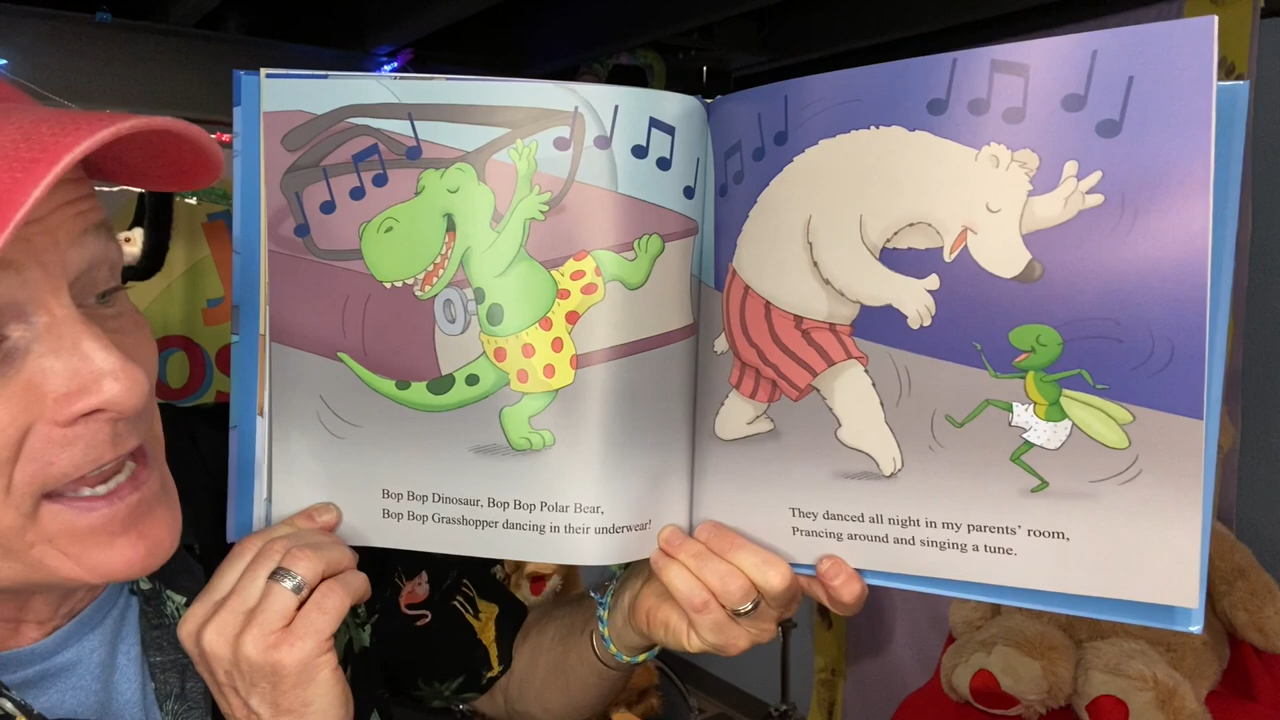 Bop Bop Dinosaur, Bop Bop Polar Bear,
Bop Bop Grasshopper dancing in their underwear!
They danced all night in my parents' room,
Prancing around and singing a tune.